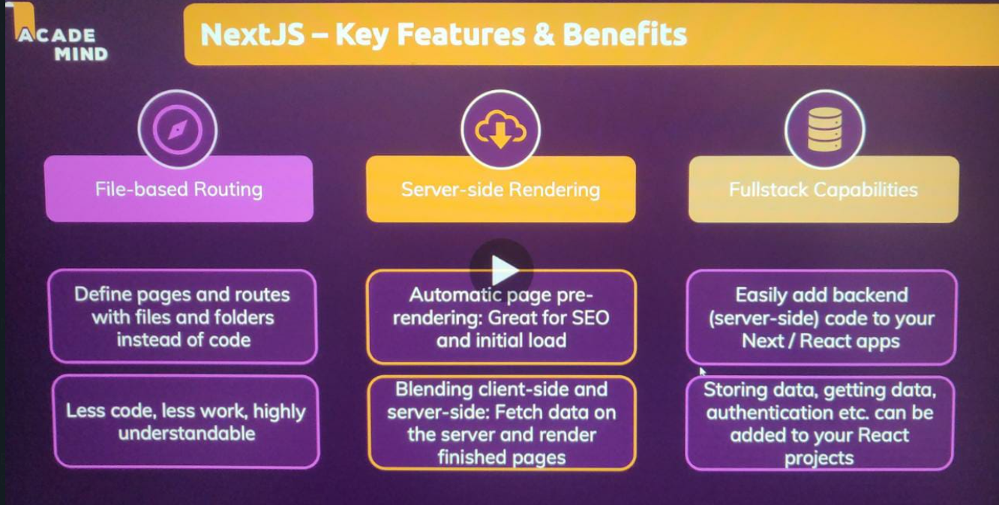 ACADE
MIND
NextJS – Key Features & Benefits
File-based Routing
Server-side Rendering
Fullstack Capabilities
Define pages and routes
with files and folders
instead of code
Automatic page pre-
rendering: Great for SEO
and initial load
Easily add backend
(server-side) code to your
Next / React apps
Less code, less work, highly
understandable
Blending client-side and
server-side: Fetch data on
the server and render
finished pages
Storing data, getting data,
authentication etc. can be
added to your React
projects